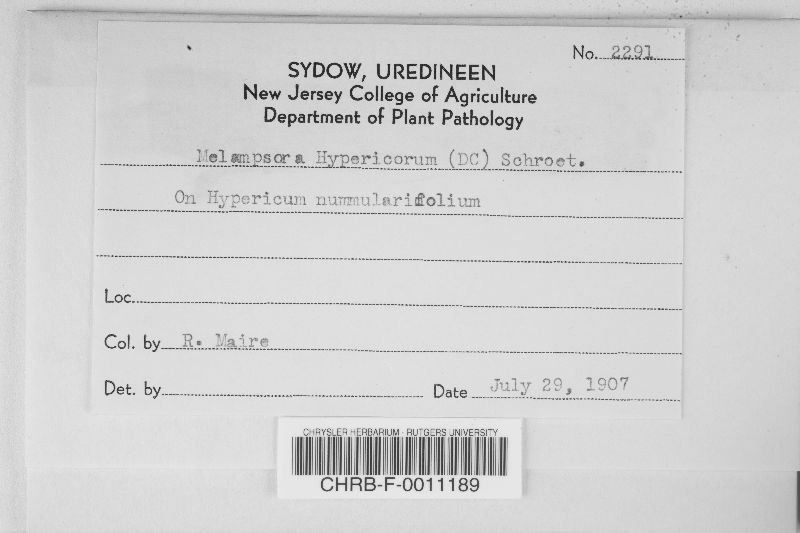 No. 2291
SYDOW, UREDINEEN
New Jersey College of Agriculture
Department of Plant Pathology
Melampsora Hypericorum (DC) Schroet.
On Hypericum nummularifolium
Loc.
Col. by R. Maire
Det. by Date July 29, 1907
CHRYSLER HERBARIUM - RUTGERS UNIVERSITY
CHRB-F-0011189